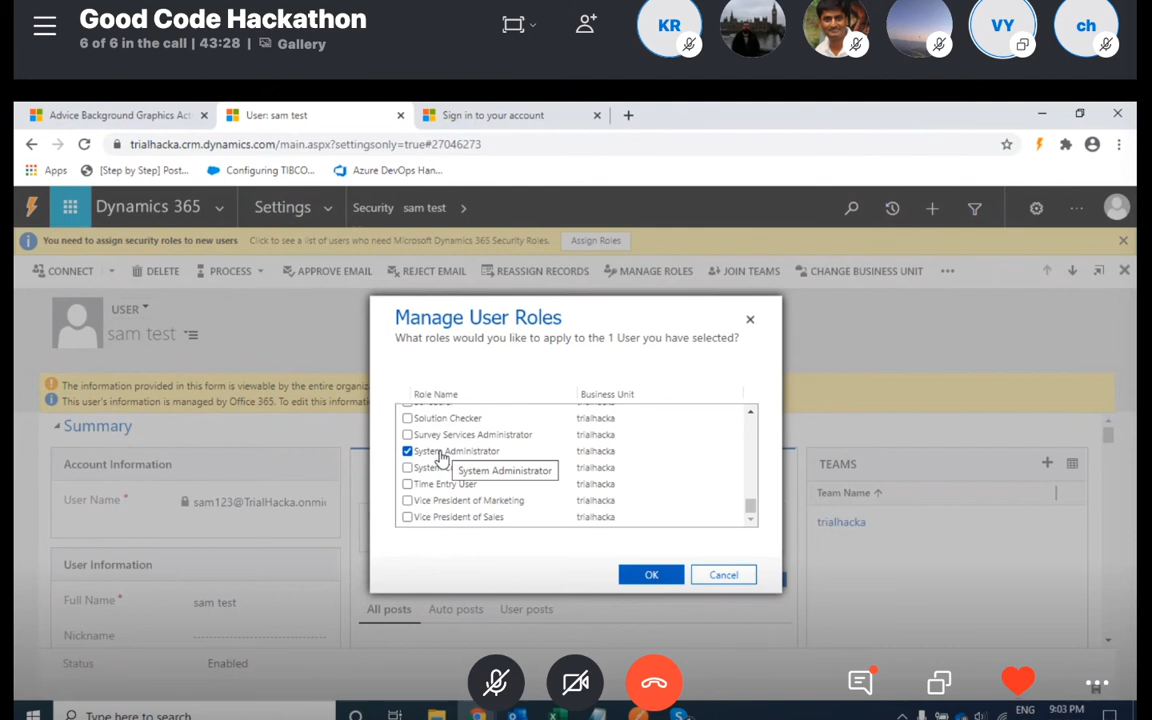 Good Code Hackathon
6 of 6 in the call | 43:28 | Gallery
KR
VY
ch
Advice Background Graphics Act
User: sam test
Sign in to your account
trialhacka.crm.dynamics.com/main.aspx?settingsonly=true#27046273
Apps
[Step by Step] Post...
Configuring TIBCO...
Azure DevOps Han...
Dynamics 365
Settings
Security
sam test
You need to assign security roles to new users Click to see a list of users who need Microsoft Dynamics 365 Security Roles.
Assign Roles
CONNECT
DELETE
PROCESS
APPROVE EMAIL
REJECT EMAIL
REASSIGN RECORDS
MANAGE ROLES
JOIN TEAMS
CHANGE BUSINESS UNIT
USER
sam test
The information provided in this form is viewable by the entire organiz
This user's information is managed by Office 365. To edit this informati
Summary
Account Information
User Name *
sam123@TrialHacka.onmi
User Information
Full Name *
sam test
Nickname
Status
Enabled
Manage User Roles
What roles would you like to apply to the 1 User you have selected?
Role Name
Business Unit
Solution Checker
trialhacka
Survey Services Administrator
trialhacka
System Administrator
trialhacka
System
trialhacka
System Administrator
Time Entry User
trialhacka
Vice President of Marketing
trialhacka
Vice President of Sales
trialhacka
OK
Cancel
All posts
Auto posts
User posts
TEAMS
Team Name
trialhacka
Type here to search
ENG
9:03 PM